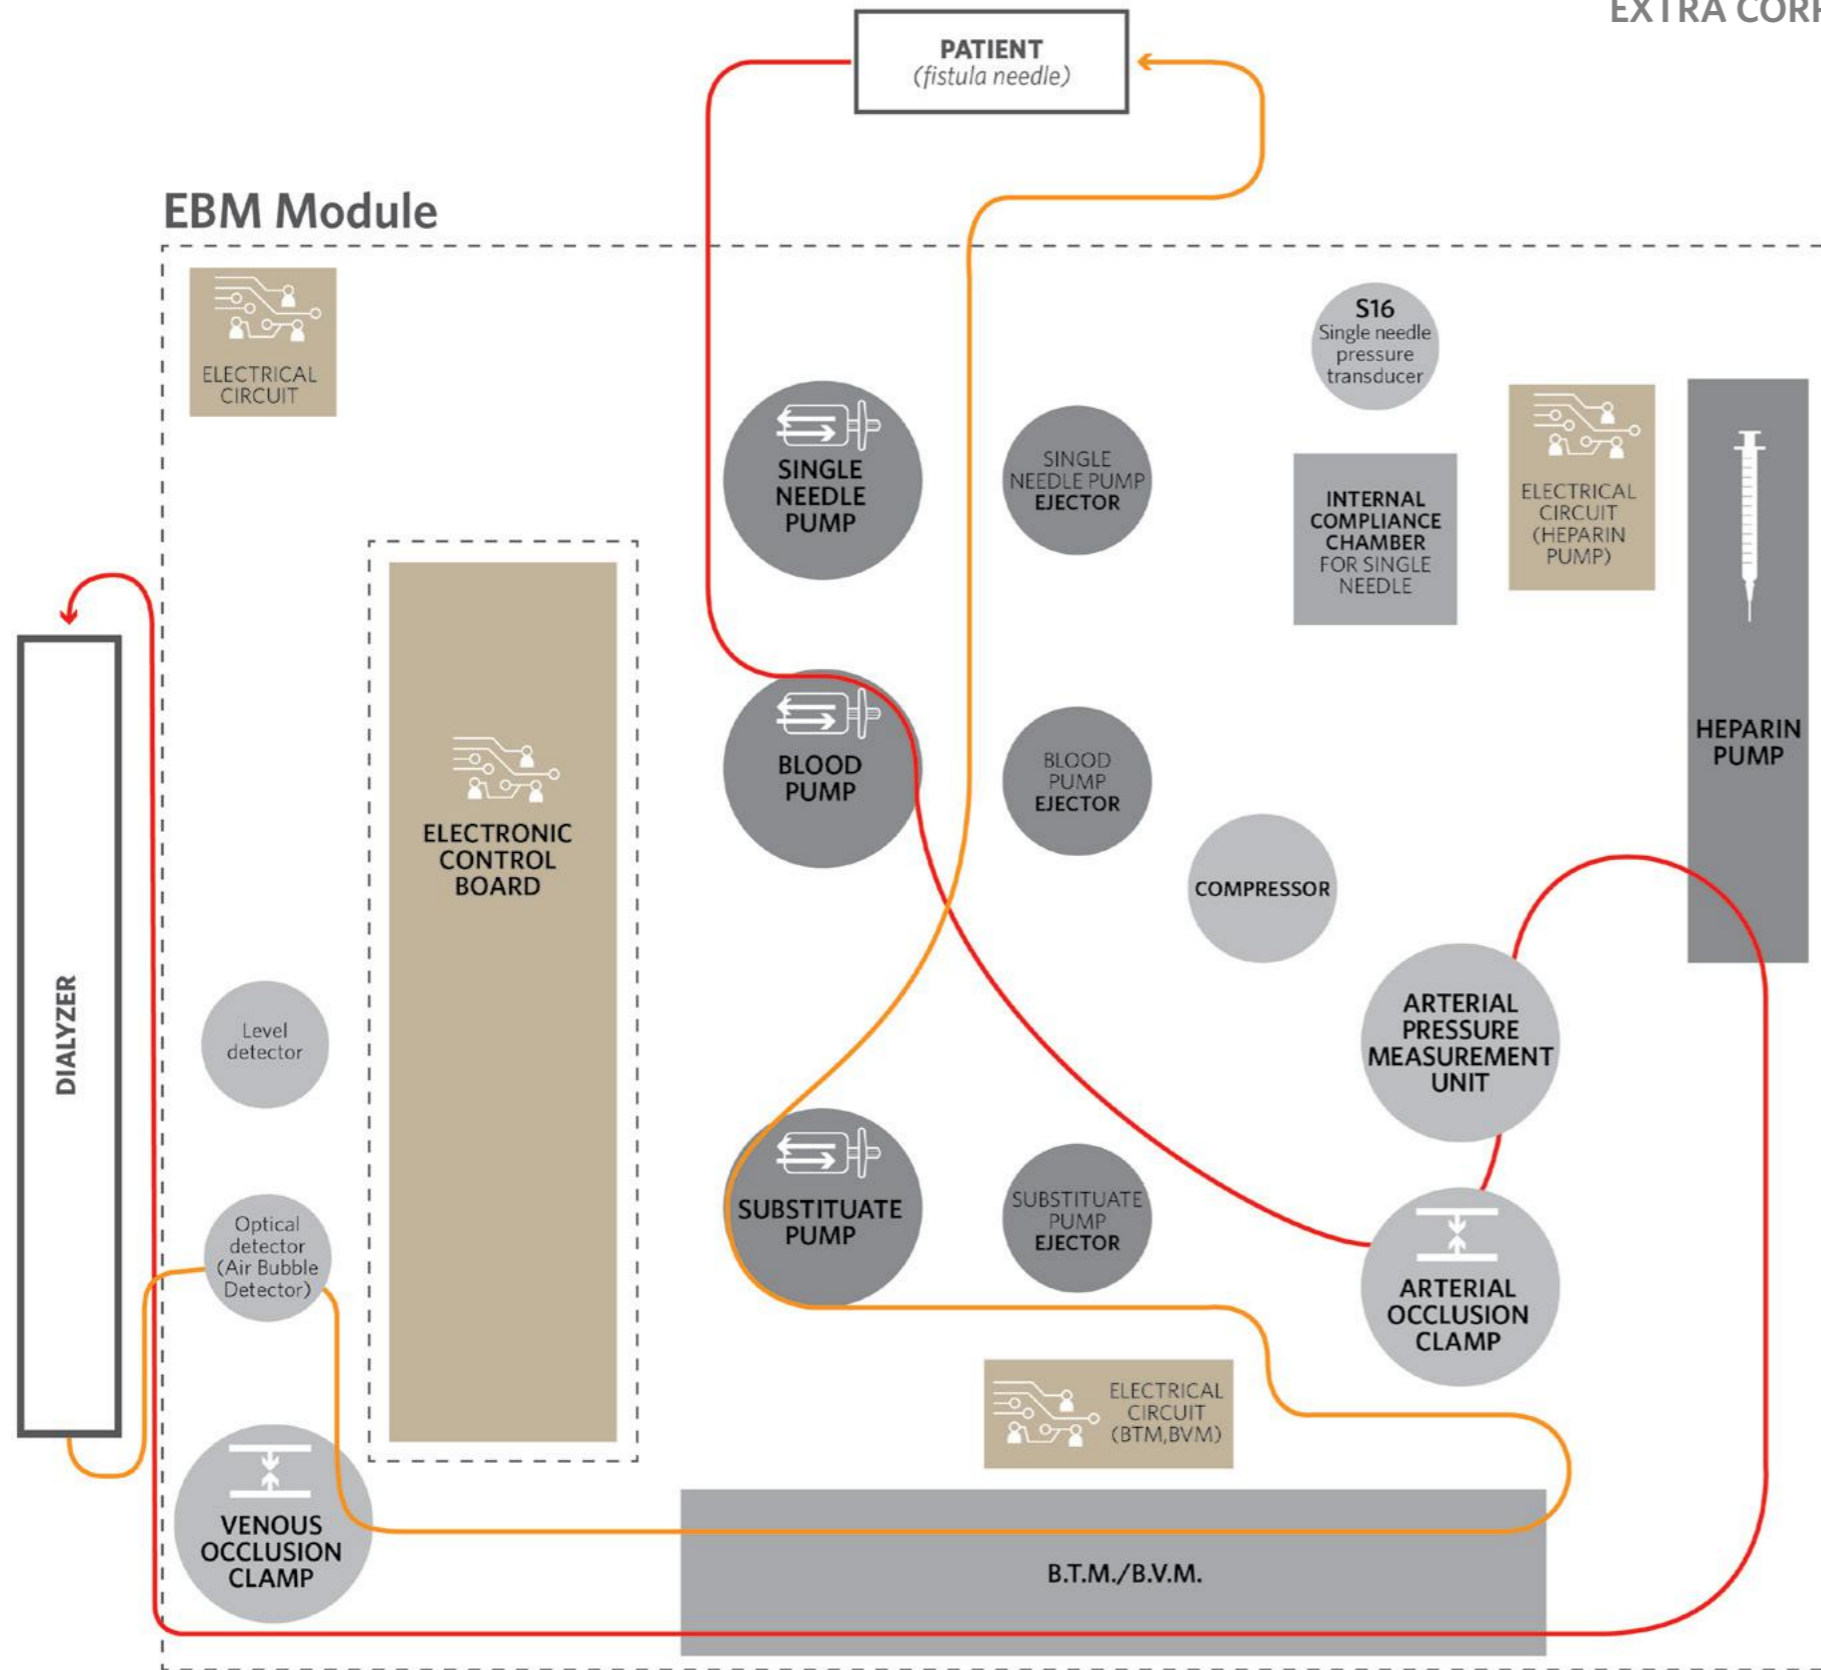 EXTRA CORP
PATIENT
(fistula needle)
EBM Module
ELECTRICAL
CIRCUIT
S16
Single needle
pressure
transducer
SINGLE
NEEDLE
PUMP
SINGLE
NEEDLE PUMP
EJECTOR
INTERNAL
COMPLIANCE
CHAMBER
FOR SINGLE
NEEDLE
ELECTRICAL
CIRCUIT
(HEPARIN
PUMP)
HEPARIN
PUMP
BLOOD
PUMP
BLOOD
PUMP
EJECTOR
ELECTRONIC
CONTROL
BOARD
COMPRESSOR
DIALYZER
Level
detector
ARTERIAL
PRESSURE
MEASUREMENT
UNIT
Optical
detector
(Air Bubble
Detector)
SUBSTITUATE
PUMP
SUBSTITUATE
PUMP
EJECTOR
ARTERIAL
OCCLUSION
CLAMP
ELECTRICAL
CIRCUIT
(BTM,BVM)
VENOUS
OCCLUSION
CLAMP
B.T.M./B.V.M.